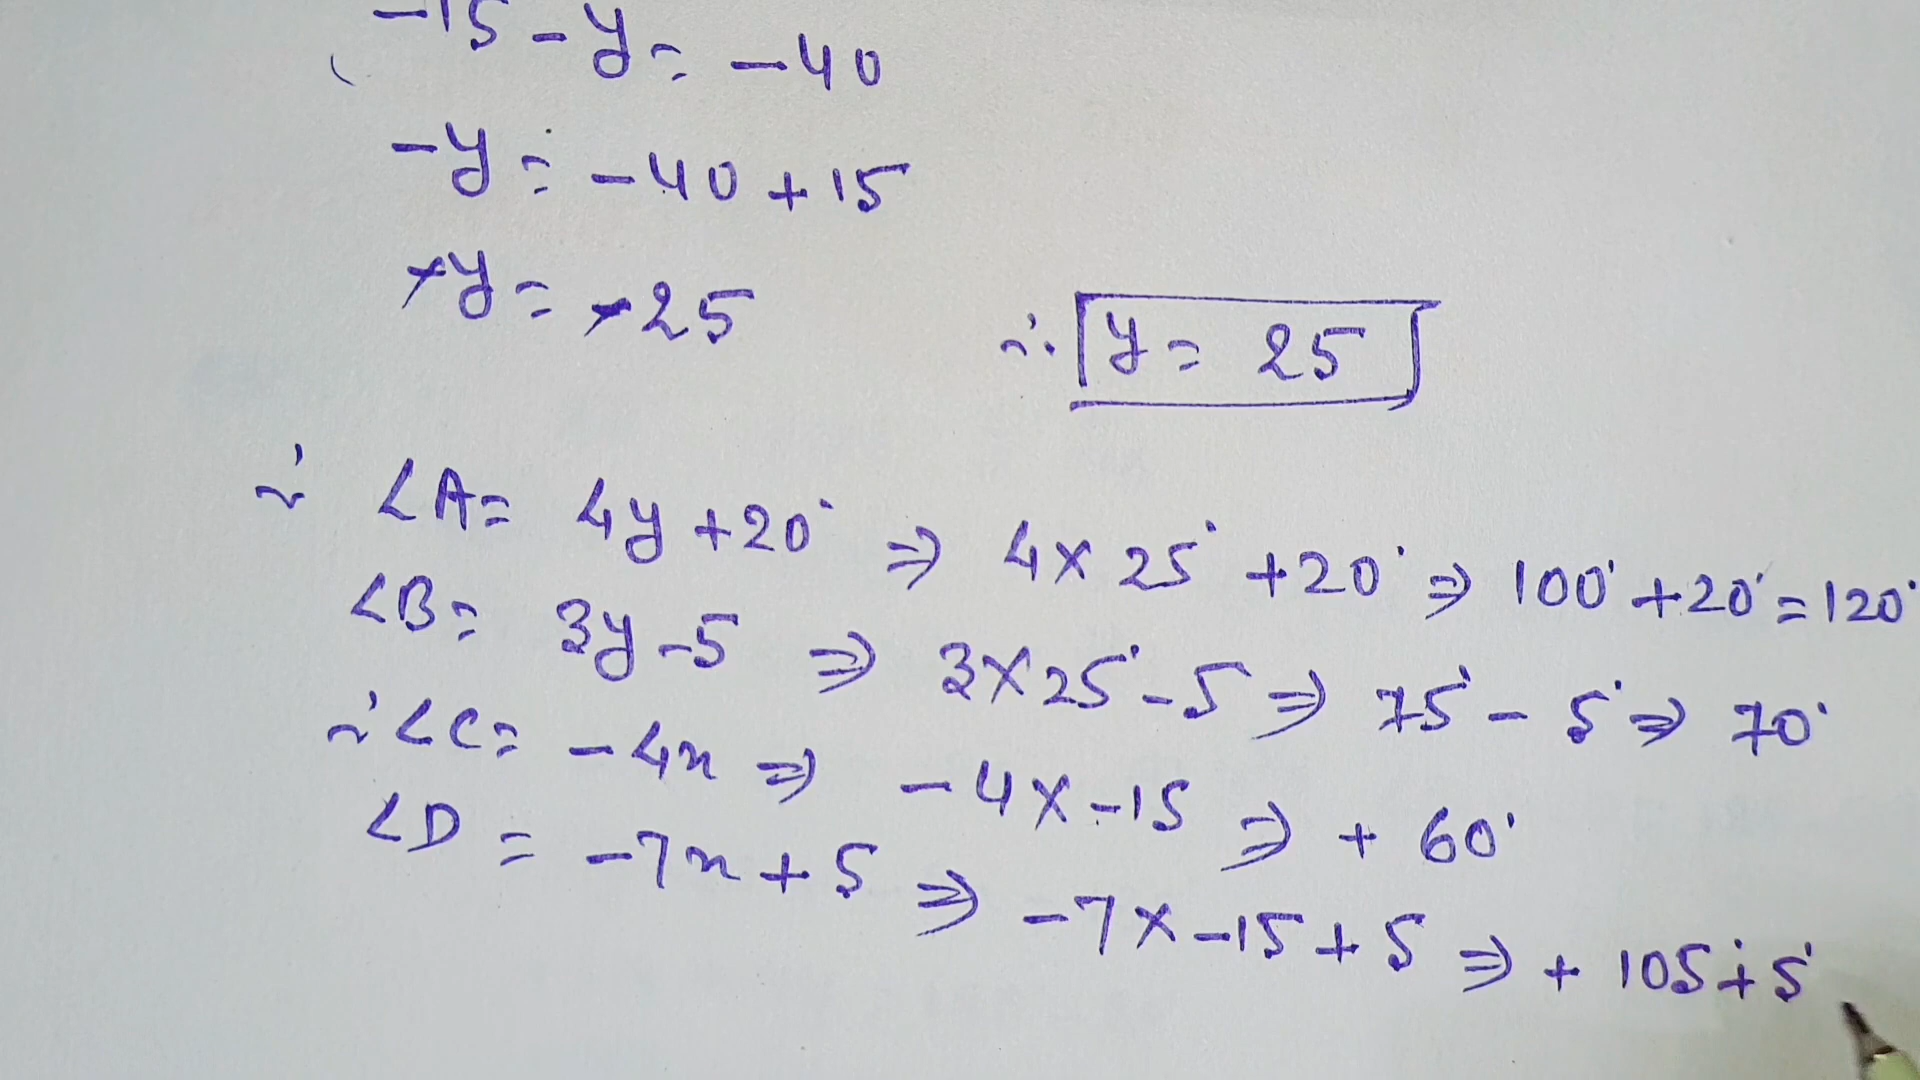 -15 - y = -40
-y = -40 + 15
-y = -25 ∴ y = 25
∴ ∠A = 4y + 20° ⇒ 4 × 25° + 20° ⇒ 100° + 20° = 120°
∠B = 3y - 5 ⇒ 3 × 25° - 5 ⇒ 75° - 5° ⇒ 70°
∴ ∠C = -4x ⇒ -4 × -15 ⇒ + 60°
∠D = -7x + 5 ⇒ -7 × -15 + 5 ⇒ + 105° + 5°